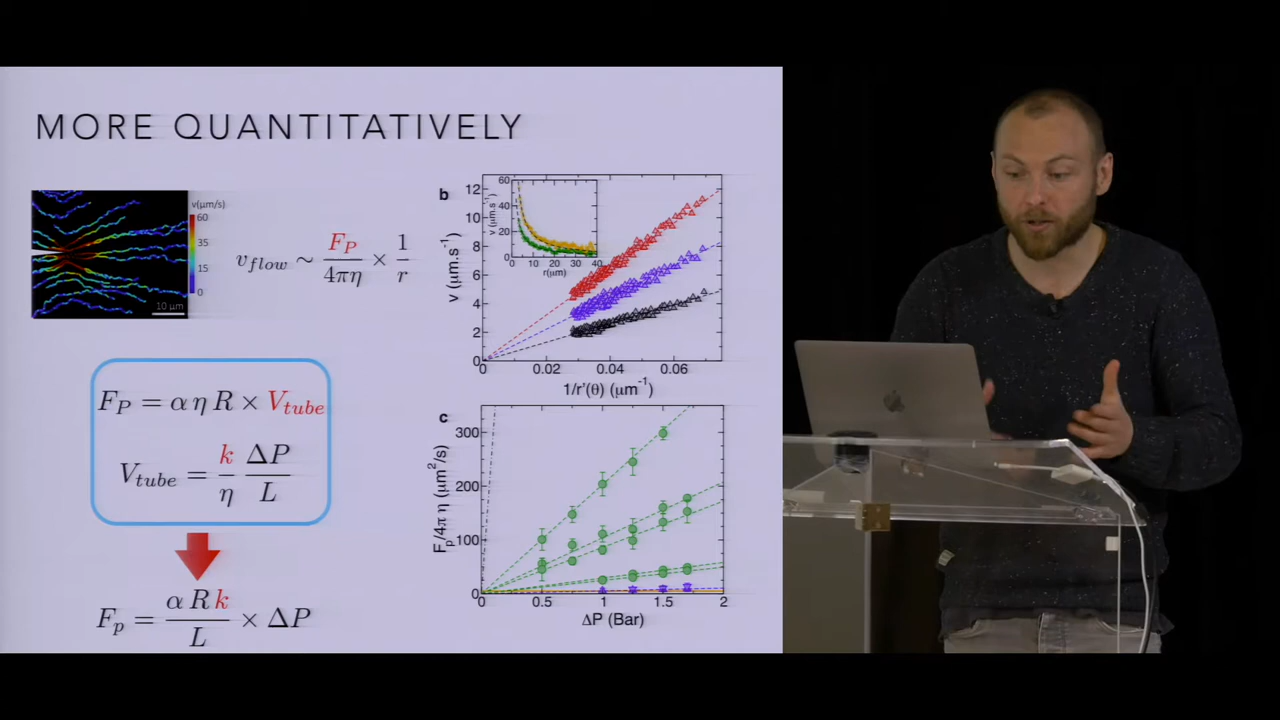 MORE QUANTITATIVELY
v(μm/s)
60
35
15
0
10 μm
v_flow ∼ F_P / 4πη × 1 / r
F_P = α η R × V_tube
V_tube = k / η ΔP / L
F_p = α R k / L × ΔP
b
v (μm.s⁻¹)
12
10
8
6
4
2
0
0 0.02 0.04 0.06
1/r'(θ) (μm⁻¹)
v (μm.s⁻¹)
60
40
20
0
0 10 20 30 40
r(μm)
c
F_p/4π η (μm²/s)
300
200
100
0
0 0.5 1.0 1.5 2
ΔP (Bar)